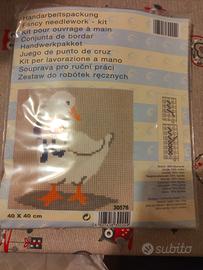 Handarbeitspackung
Fancy needlework - kit
Kit pour ouvrage à main
Conjunta de bordar
Handwerkpakket
Juego de punto de cruz
Kit per lavorazione a mano
Souprava pro ruční práci
Zestaw do robótek ręcznych
40 X 40 cm
30576
subito